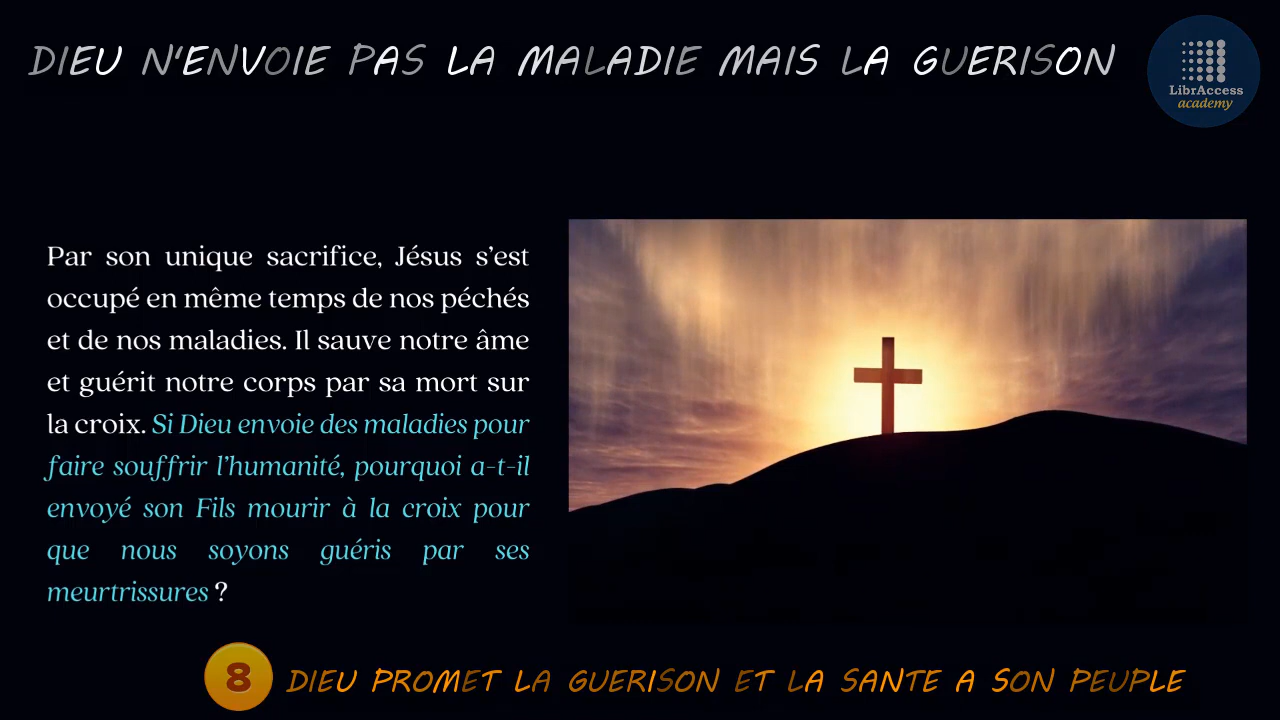 DIEU N'ENVOIE PAS LA MALADIE MAIS LA GUERISON
LibrAccess
academy
Par son unique sacrifice, Jésus s'est
occupé en même temps de nos péchés
et de nos maladies. Il sauve notre âme
et guérit notre corps par sa mort sur
la croix. Si Dieu envoie des maladies pour
faire souffrir l'humanité, pourquoi a-t-il
envoyé son Fils mourir à la croix pour
que nous soyons guéris par ses
meurtrissures ?
8 DIEU PROMET LA GUERISON ET LA SANTE A SON PEUPLE